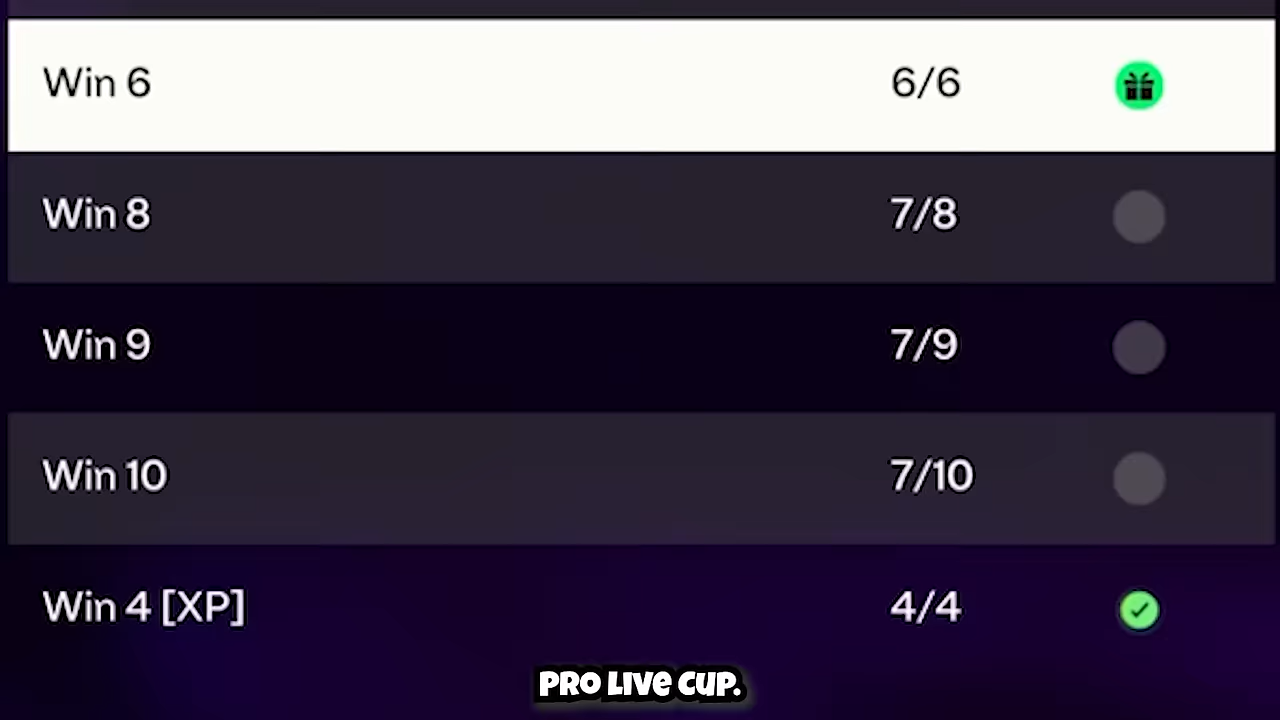 Win 6 6/6
Win 8 7/8
Win 9 7/9
Win 10 7/10
Win 4 [XP] 4/4
PRO LIVE CUP.